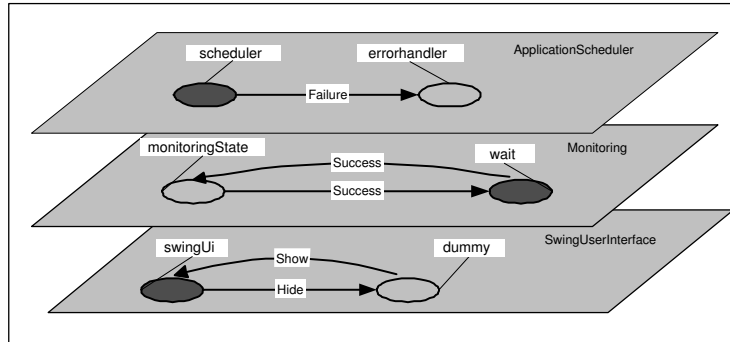 scheduler
errorhandler
ApplicationScheduler
Failure
monitoringState
Success
wait
Monitoring
Success
swingUi
Show
dummy
SwingUserInterface
Hide